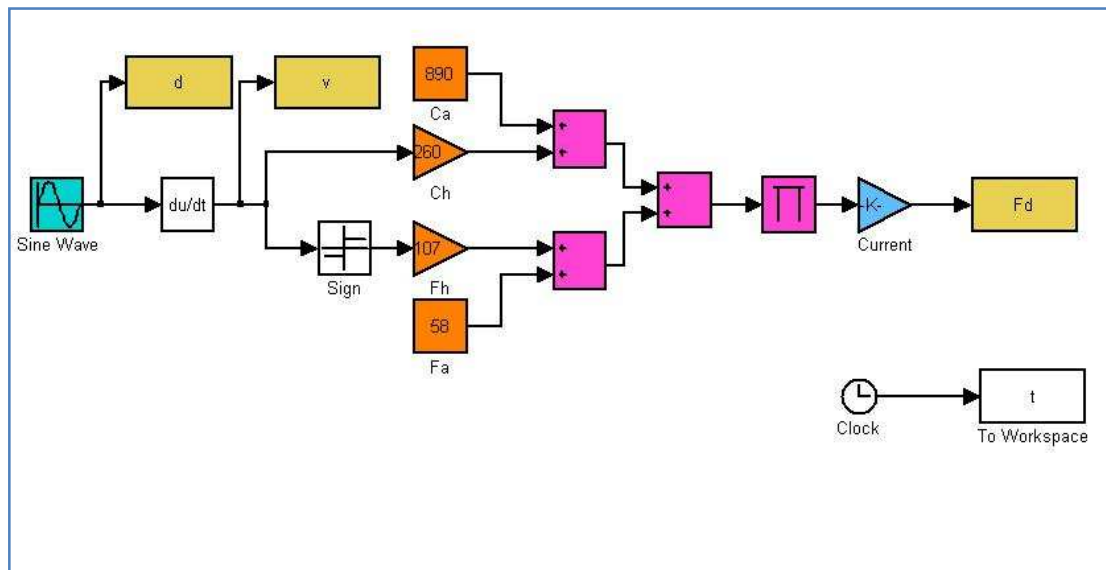 d
v
890
Ca
260
Ch
du/dt
Sine Wave
+
+
+
+
-K-
Current
Fd
Sign
107
Fh
+
+
58
Fa
Clock
t
To Workspace